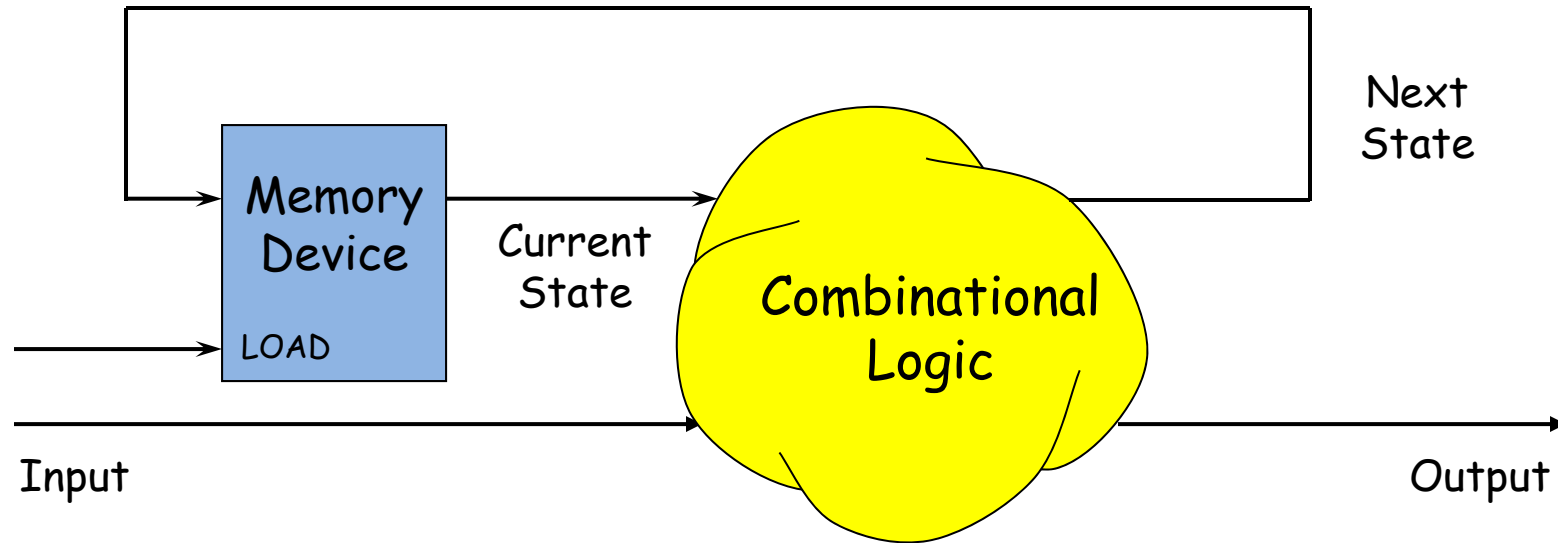 Next
State
Memory
Device
Current
State
LOAD
Combinational
Logic
Input
Output